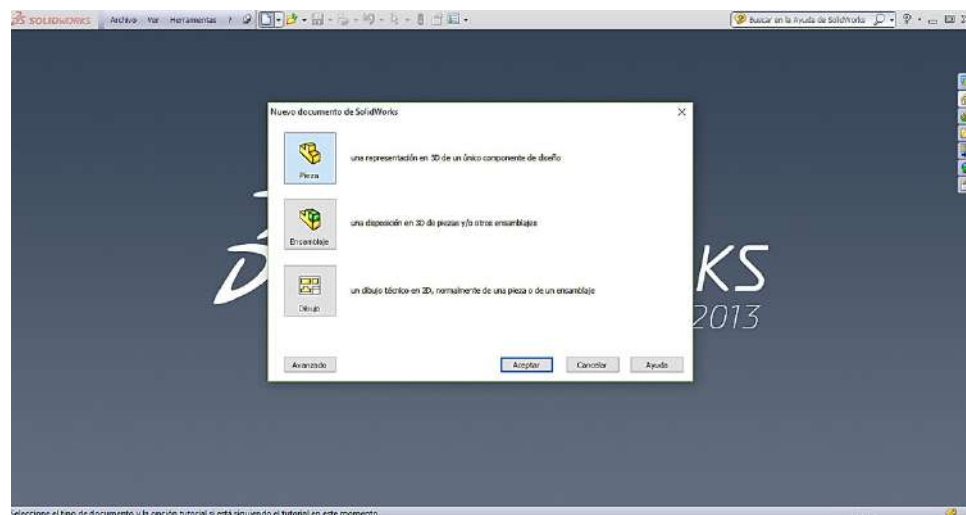 SOLIDWORKS Archivo Ver Herramientas ? Buscar en la Ayuda de SolidWorks ?
Nuevo documento de SolidWorks
Pieza
una representación en 3D de un único componente de diseño
Ensamblaje
una disposición en 3D de piezas y/o otros ensamblajes
Dibujo
un dibujo técnico en 2D, normalmente de una pieza o de un ensamblaje
KS
2013
Avanzado Aceptar Cancelar Ayuda
Seleccione el tipo de documento y la opción tutorial si está siguiendo el tutorial en este momento.